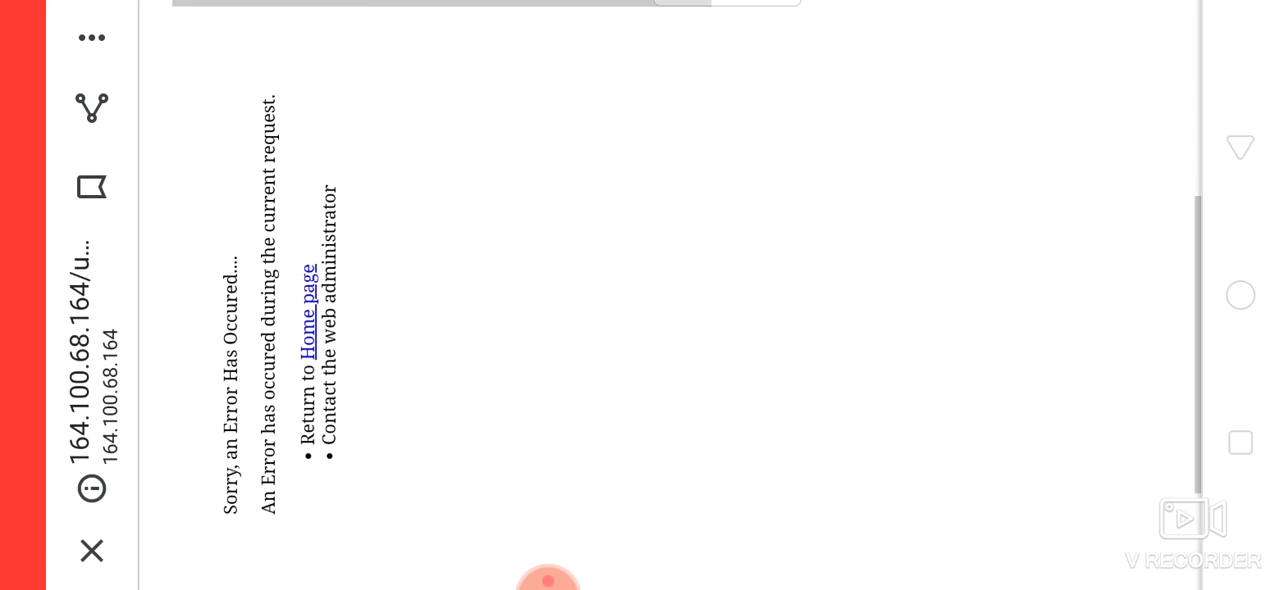 164.100.68.164/u...
164.100.68.164
Sorry, an Error Has Occured....
An Error has occured during the current request.
• Return to Home page
• Contact the web administrator
V RECORDER